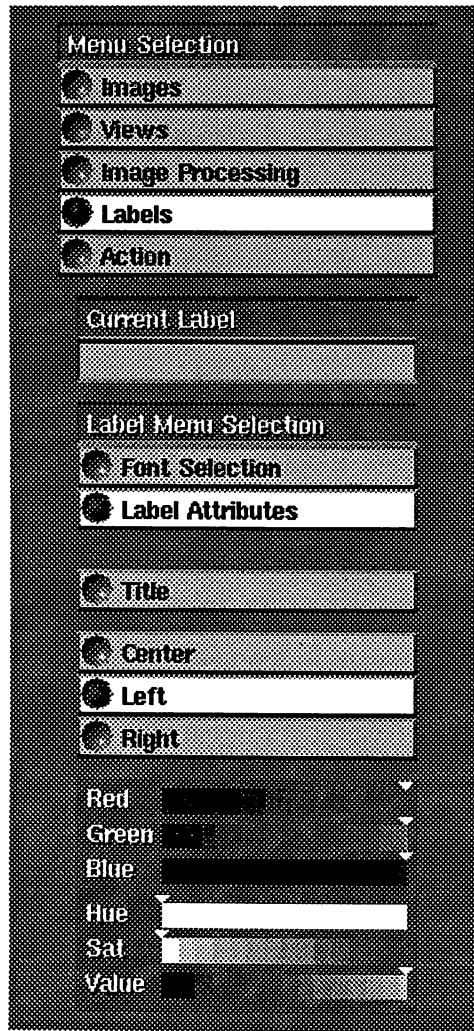 Menu Selection
Images
Views
Image Processing
Labels
Action
Current Label
Label Menu Selection
Font Selection
Label Attributes
Title
Center
Left
Right
Red
Green
Blue
Hue
Sat
Value